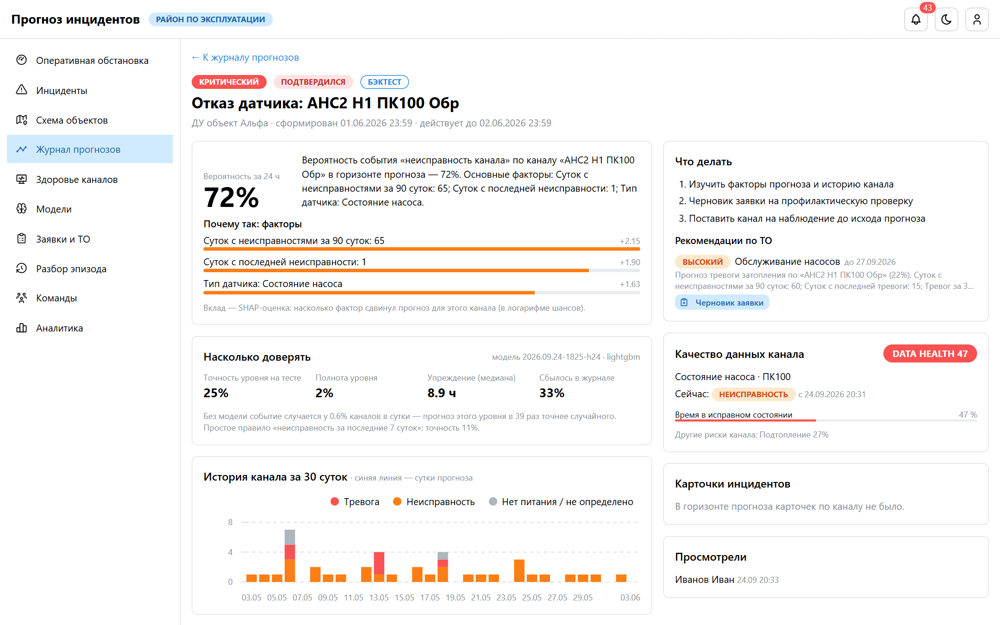 Прогноз инцидентов
РАЙОН ПО ЭКСПЛУАТАЦИИ
43
Оперативная обстановка
Инциденты
Схема объектов
Журнал прогнозов
Здоровье каналов
Модели
Заявки и ТО
Разбор эпизода
Команды
Аналитика
← К журналу прогнозов
КРИТИЧЕСКИЙ
ПОДТВЕРДИЛСЯ
БЭКТЕСТ
Отказ датчика: АНС2 Н1 ПК100 Обр
ДУ объект Альфа · сформирован 01.06.2026 23:59 · действует до 02.06.2026 23:59
Вероятность за 24 ч
72%
Вероятность события «неисправность канала» по каналу «АНС2 Н1 ПК100
Обр» в горизонте прогноза — 72%. Основные факторы: Суток с
неисправностями за 90 суток: 65; Суток с последней неисправности: 1; Тип
датчика: Состояние насоса.
Почему так: факторы
Суток с неисправностями за 90 суток: 65 +2.15
Суток с последней неисправности: 1 +1.90
Тип датчика: Состояние насоса +1.63
Вклад — SHAP-оценка: насколько фактор сдвинул прогноз для этого канала (в логарифме шансов).
Насколько доверять
модель 2026.09.24-1825-h24 · lightgbm
Точность уровня на тесте Полнота уровня Упреждение (медиана) Сбылось в журнале
25% 2% 8.9 ч 33%
Без модели событие случается у 0.6% каналов в сутки — прогноз этого уровня в 39 раз точнее случайного.
Простое правило «неисправность за последние 7 суток»: точность 11%.
История канала за 30 суток · синяя линия — сутки прогноза
Тревога Неисправность Нет питания / не определено
8
4
0
03.05 05.05 07.05 09.05 11.05 13.05 15.05 17.05 19.05 21.05 23.05 25.05 27.05 29.05 03.06
Что делать
1. Изучить факторы прогноза и историю канала
2. Черновик заявки на профилактическую проверку
3. Поставить канал на наблюдение до исхода прогноза
Рекомендации по ТО
ВЫСОКИЙ Обслуживание насосов до 27.09.2026
Прогноз тревоги затопления по «АНС2 Н1 ПК100 Обр» (22%). Суток с
неисправностями за 90 суток: 60; Суток с последней тревоги: 15; Тревог за 3...
Черновик заявки
Качество данных канала
DATA HEALTH 47
Состояние насоса · ПК100
Сейчас: НЕИСПРАВНОСТЬ с 24.09.2026 20:31
Время в исправном состоянии 47 %
Другие риски канала: Подтопление 27%
Карточки инцидентов
В горизонте прогноза карточек по каналу не было.
Просмотрели
Иванов Иван 24.09 20:33